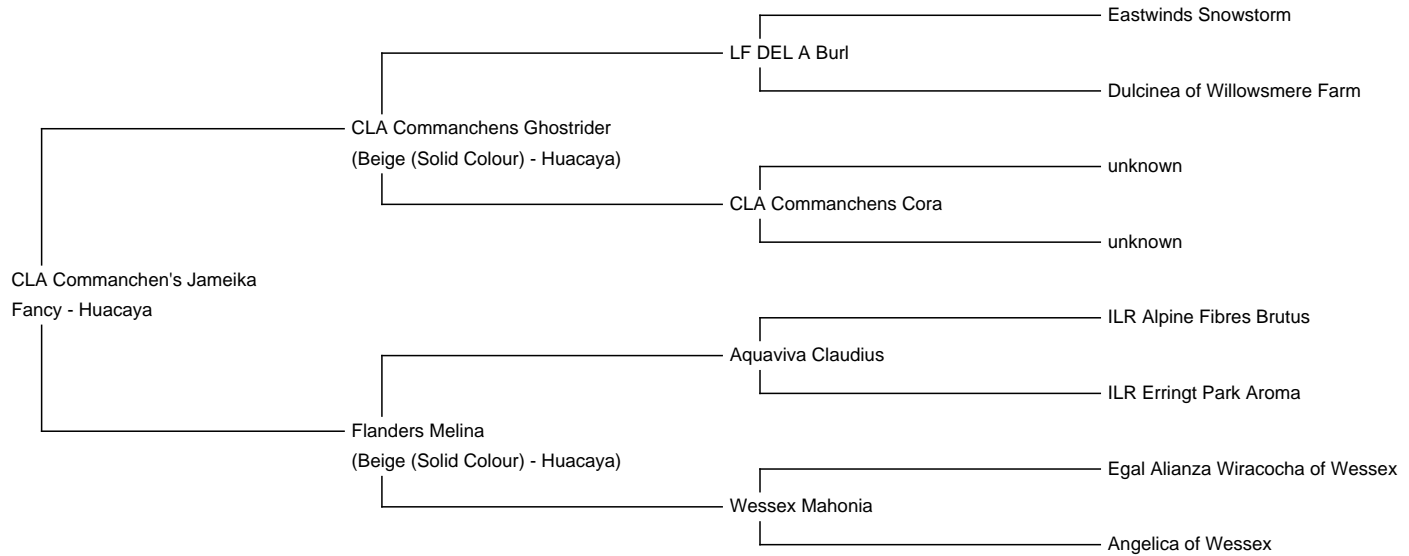 Eastwinds Snowstorm
LF DEL A Burl
Dulcinea of Willowsmere Farm
CLA Commanchens Ghostrider
(Beige (Solid Colour) - Huacaya)
unknown
CLA Commanchens Cora
unknown
CLA Commanchen's Jameika
Fancy - Huacaya
ILR Alpine Fibres Brutus
Aquaviva Claudius
ILR Erringt Park Aroma
Flanders Melina
(Beige (Solid Colour) - Huacaya)
Egal Alianza Wiracocha of Wessex
Wessex Mahonia
Angelica of Wessex